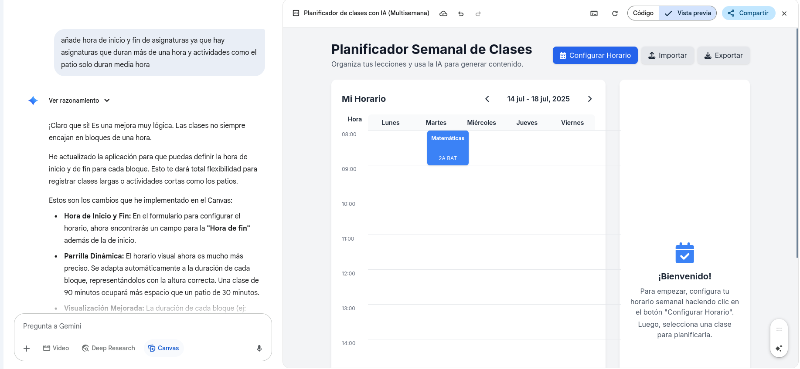 añade hora de inicio y fin de asignaturas ya que hay
asignaturas que duran más de una hora y actividades como el
patio solo duran media hora
Ver razonamiento
¡Claro que sí! Es una mejora muy lógica. Las clases no siempre
encajan en bloques de una hora.
He actualizado la aplicación para que puedas definir la hora de
inicio y de fin para cada bloque. Esto te dará total flexibilidad para
registrar clases largas o actividades cortas como los patios.
Estos son los cambios que he implementado en el Canvas:
• Hora de Inicio y Fin: En el formulario para configurar el
horario, ahora encontrarás un campo para la "Hora de fin"
además de la de inicio.
• Parrilla Dinámica: El horario visual ahora es mucho más
preciso. Se adapta automáticamente a la duración de cada
bloque, representándolos con la altura correcta. Una clase de
90 minutos ocupará más espacio que un patio de 30 minutos.
• Visualización Mejorada: La duración de cada bloque (ej:
Pregunta a Gemini
Vídeo
Deep Research
Canvas
Planificador de clases con IA (Multisemana)
Código
Vista previa
Compartir
Planificador Semanal de Clases
Organiza tus lecciones y usa la IA para generar contenido.
Configurar Horario
Importar
Exportar
Mi Horario
14 jul - 18 jul, 2025
Hora
Lunes
Martes
Miércoles
Jueves
Viernes
08:00
Matemáticas
2A BAT
09:00
10:00
11:00
12:00
13:00
14:00
¡Bienvenido!
Para empezar, configura tu
horario semanal haciendo clic en
el botón "Configurar Horario".
Luego, selecciona una clase
para planificarla.